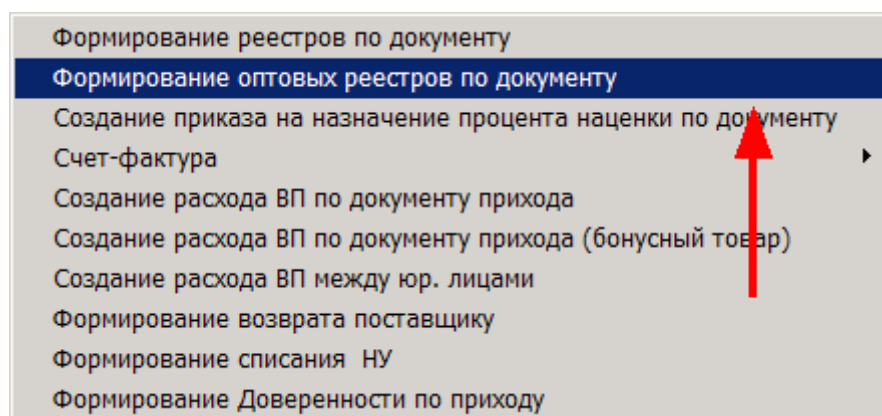 Формирование реестров по документу
Формирование оптовых реестров по документу
Создание приказа на назначение процента наценки по документу
Счет-фактура
Создание расхода ВП по документу прихода
Создание расхода ВП по документу прихода (бонусный товар)
Создание расхода ВП между юр. лицами
Формирование возврата поставщику
Формирование списания  НУ
Формирование Доверенности по приходу